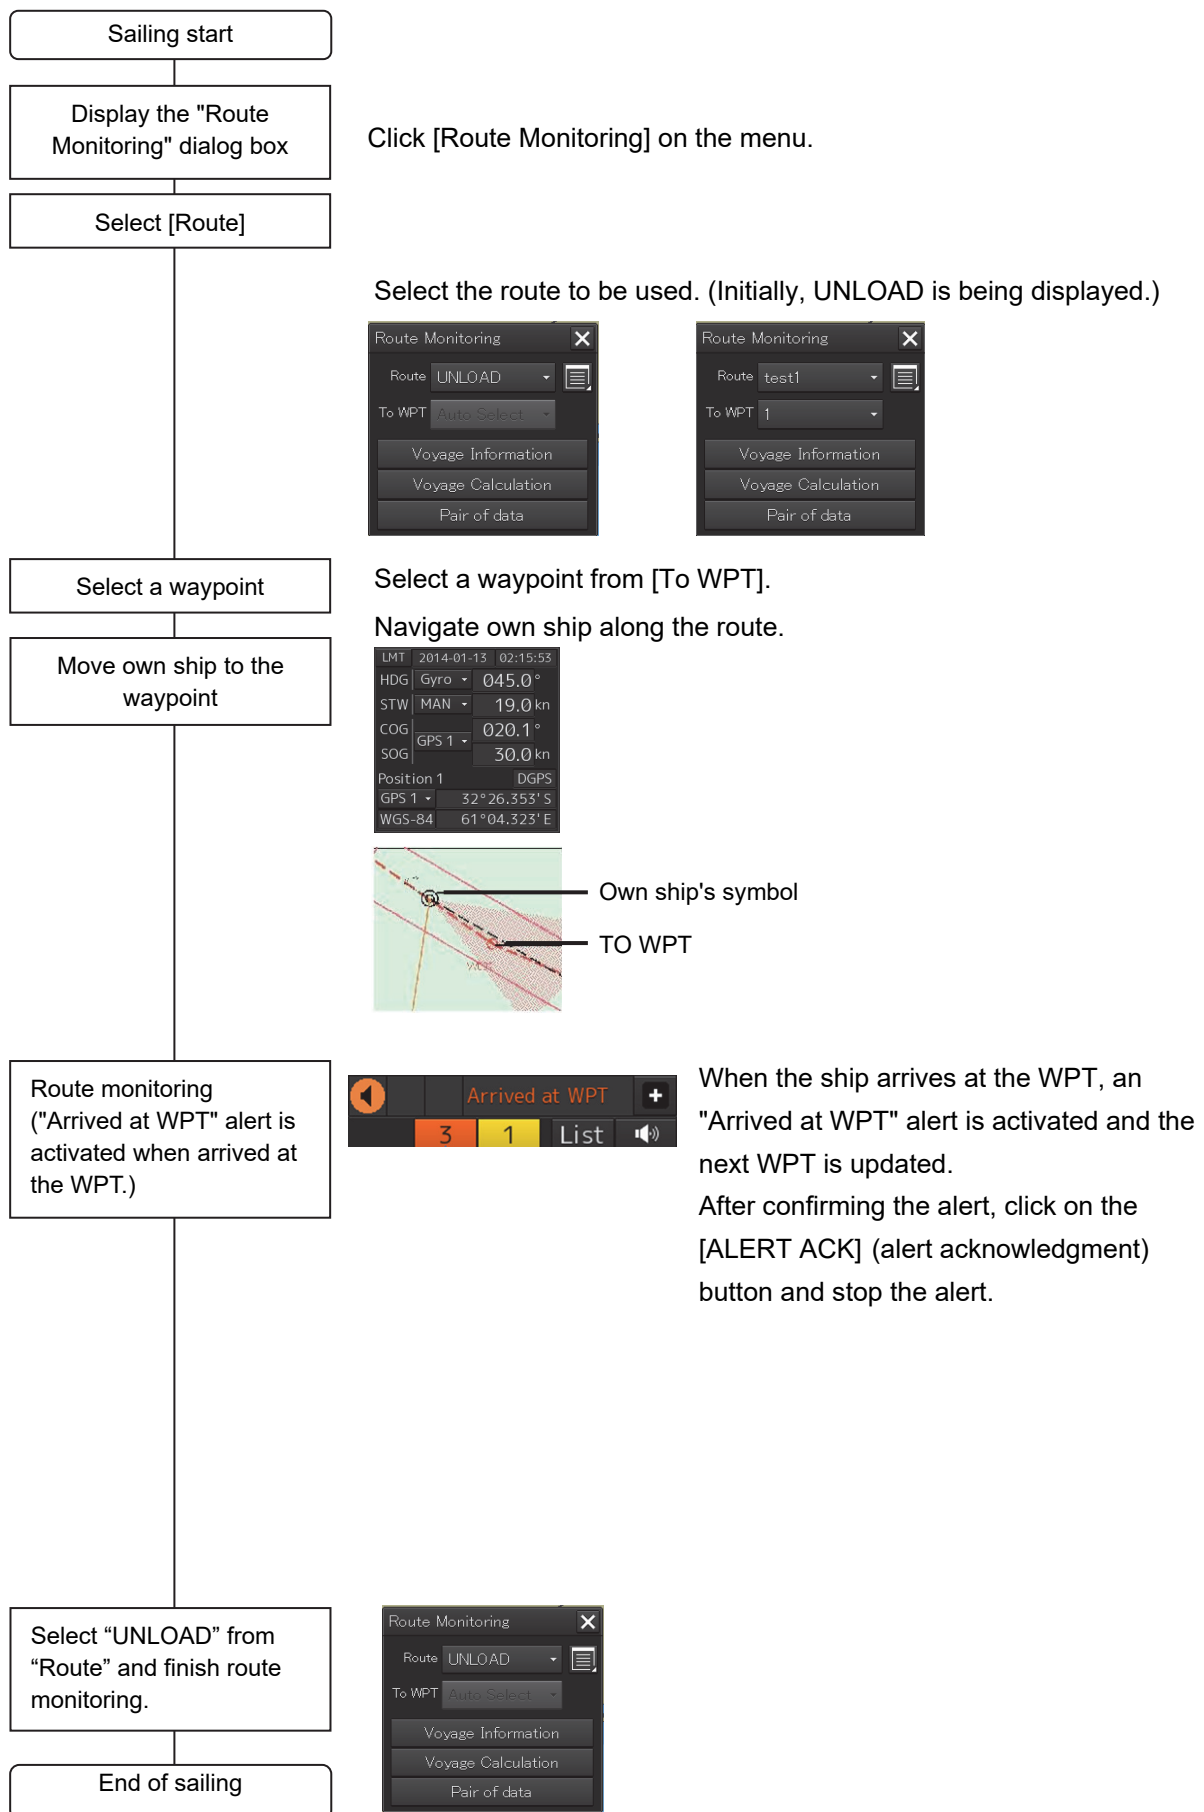 Sailing start
Display the "Route
Monitoring" dialog box
Click [Route Monitoring] on the menu.
Select [Route]
Select the route to be used. (Initially, UNLOAD is being displayed.)
Route Monitoring
Route UNLOAD
To WPT Auto Select
Voyage Information
Voyage Calculation
Pair of data
Route Monitoring
Route test1
To WPT 1
Voyage Information
Voyage Calculation
Pair of data
Select a waypoint
Select a waypoint from [To WPT].
Move own ship to the
waypoint
Navigate own ship along the route.
LMT 2014-01-13 02:15:53
HDG Gyro 045.0°
STW MAN 19.0 kn
COG GPS 1 020.1°
SOG 30.0 kn
Position 1 DGPS
GPS 1 32°26.353'S
WGS-84 61°04.323'E
Own ship's symbol
TO WPT
Route monitoring
("Arrived at WPT" alert is
activated when arrived at
the WPT.)
Arrived at WPT
3 1 List
When the ship arrives at the WPT, an
"Arrived at WPT" alert is activated and the
next WPT is updated.
After confirming the alert, click on the
[ALERT ACK] (alert acknowledgment)
button and stop the alert.
Select “UNLOAD” from
“Route” and finish route
monitoring.
Route Monitoring
Route UNLOAD
To WPT Auto Select
Voyage Information
Voyage Calculation
Pair of data
End of sailing